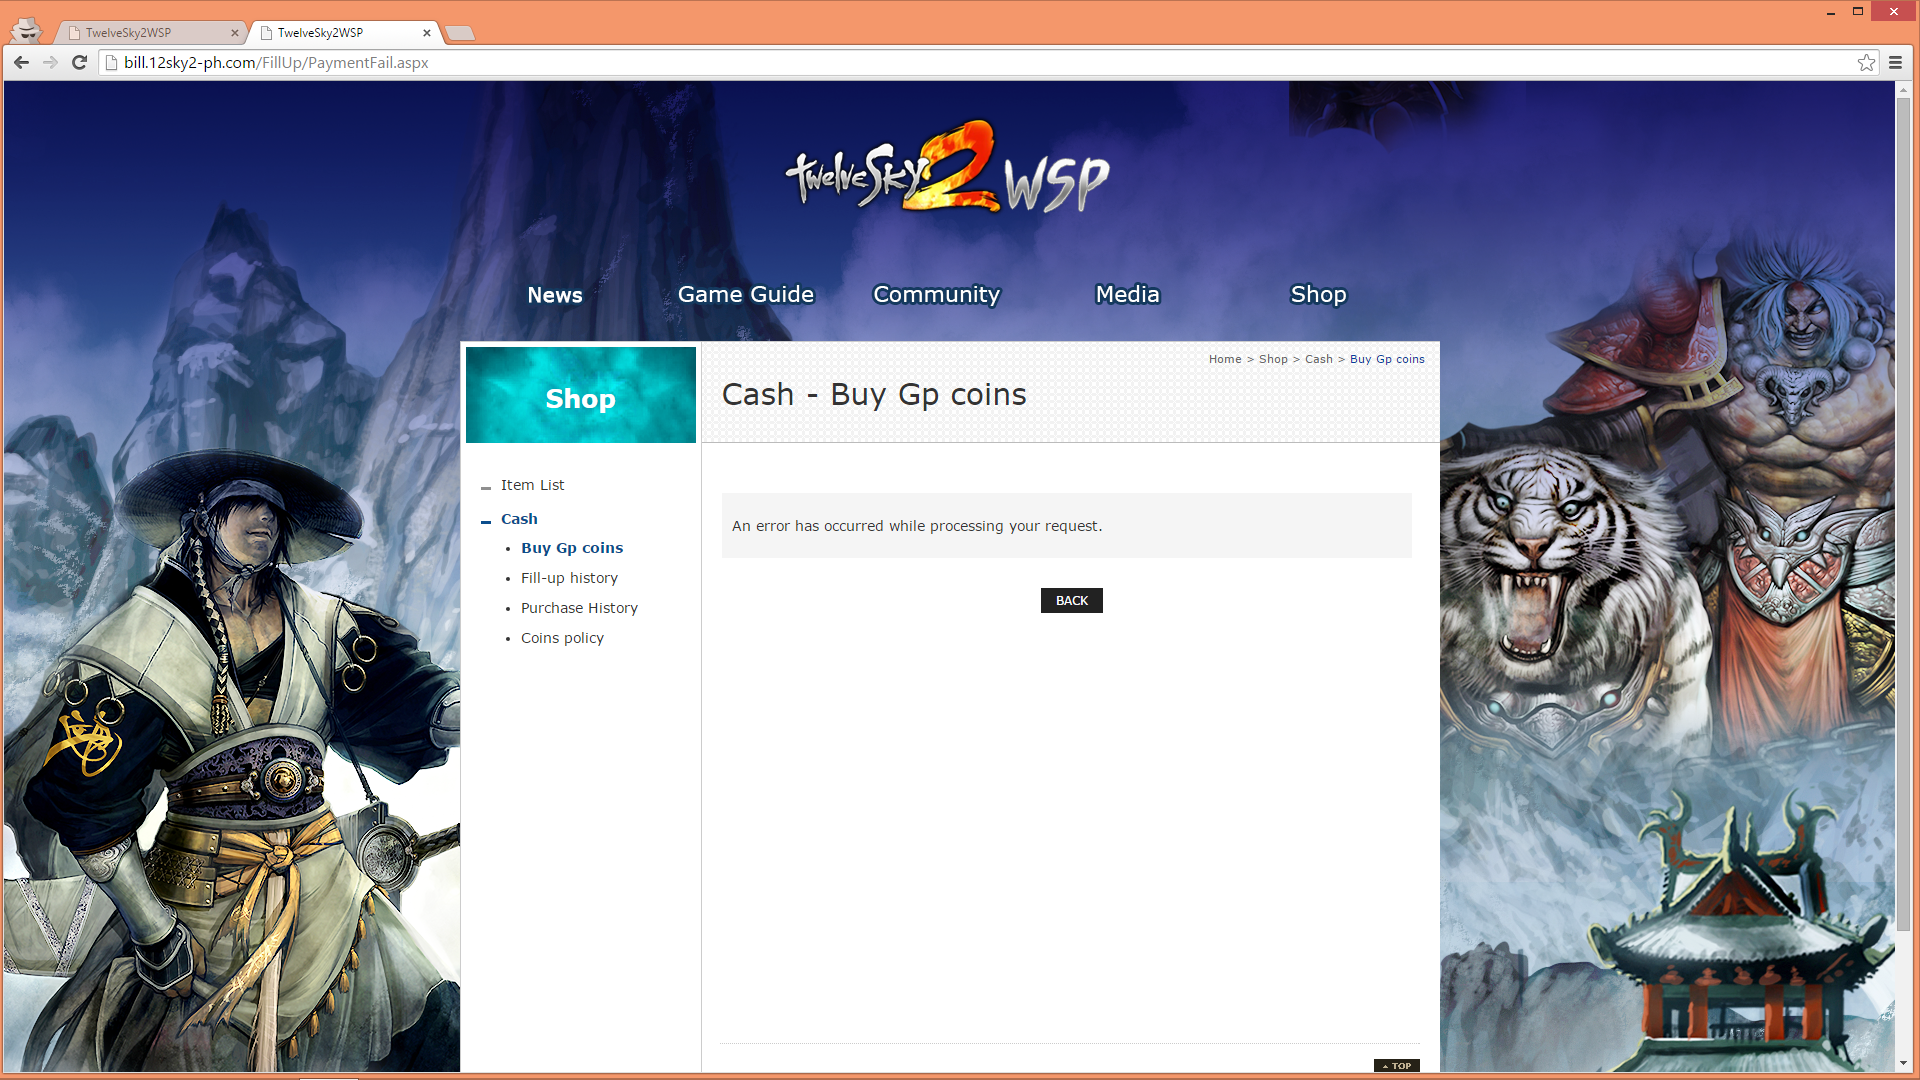 TwelveSky2WSP
TwelveSky2WSP
bill.12sky2-ph.com/FillUp/PaymentFail.aspx
twelveSky2 WSP
News
Game Guide
Community
Media
Shop
Shop
Home > Shop > Cash > Buy Gp coins
Cash - Buy Gp coins
Item List
Cash
Buy Gp coins
Fill-up history
Purchase History
Coins policy
An error has occurred while processing your request.
BACK
TOP